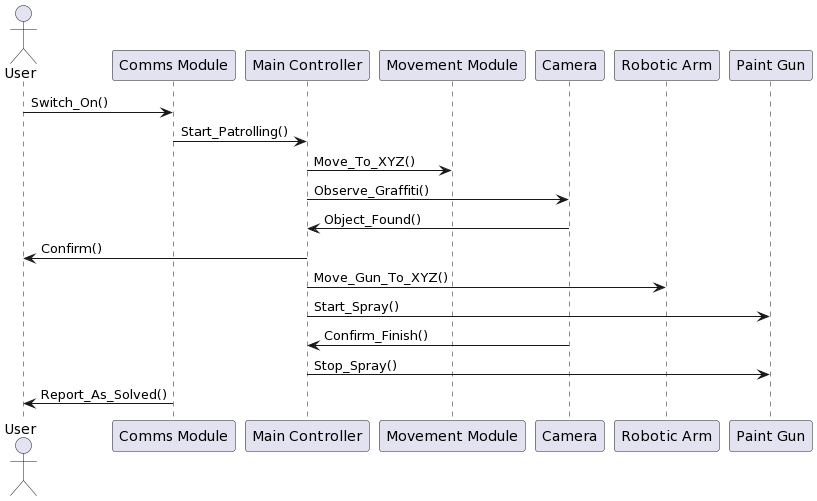 User
Comms Module
Main Controller
Movement Module
Camera
Robotic Arm
Paint Gun
Switch_On()
Start_Patrolling()
Move_To_XYZ()
Observe_Graffiti()
Object_Found()
Confirm()
Move_Gun_To_XYZ()
Start_Spray()
Confirm_Finish()
Stop_Spray()
Report_As_Solved()
User
Comms Module
Main Controller
Movement Module
Camera
Robotic Arm
Paint Gun